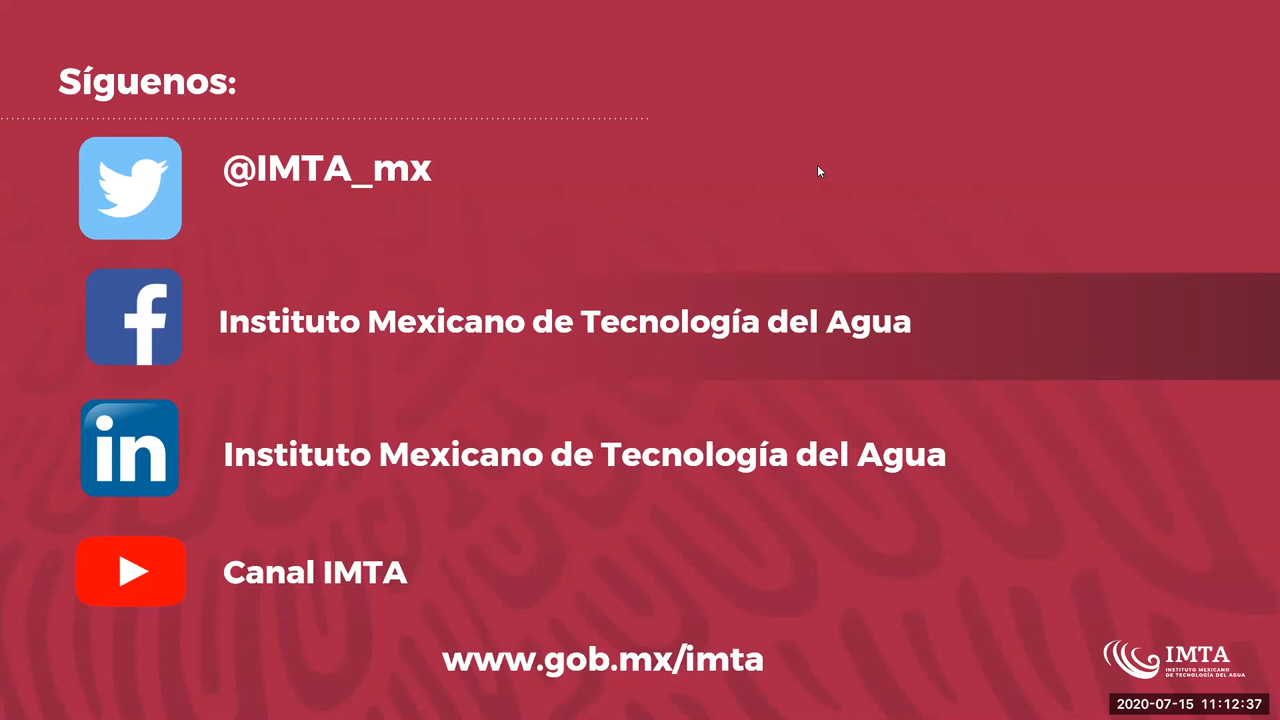 Síguenos:
@IMTA_mx
Instituto Mexicano de Tecnología del Agua
Instituto Mexicano de Tecnología del Agua
Canal IMTA
www.gob.mx/imta
IMTA
INSTITUTO MEXICANO
DE TECNOLOGÍA DEL AGUA
2020-07-15 11:12:37